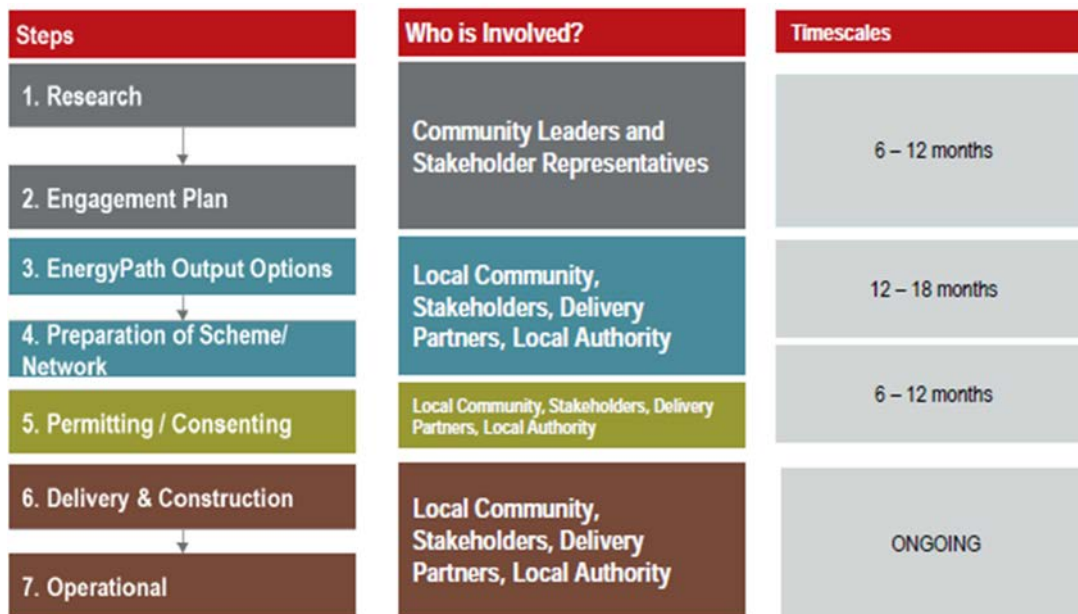 Steps
Who is Involved?
Timescales
1. Research
2. Engagement Plan
Community Leaders and
Stakeholder Representatives
6 – 12 months
3. EnergyPath Output Options
4. Preparation of Scheme/
Network
Local Community,
Stakeholders, Delivery
Partners, Local Authority
12 – 18 months
5. Permitting / Consenting
Local Community, Stakeholders, Delivery
Partners, Local Authority
6 – 12 months
6. Delivery & Construction
7. Operational
Local Community,
Stakeholders, Delivery
Partners, Local Authority
ONGOING